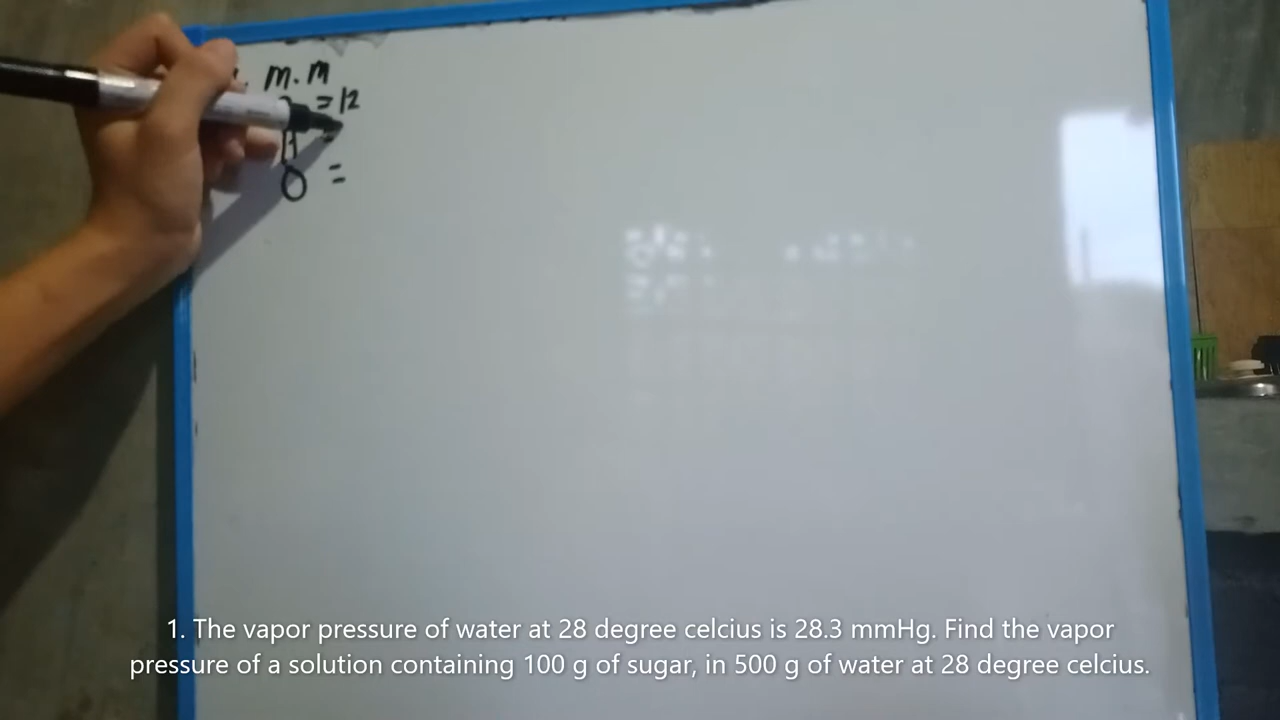 m.m
= 12
H =
O =
1. The vapor pressure of water at 28 degree celcius is 28.3 mmHg. Find the vapor
pressure of a solution containing 100 g of sugar, in 500 g of water at 28 degree celcius.